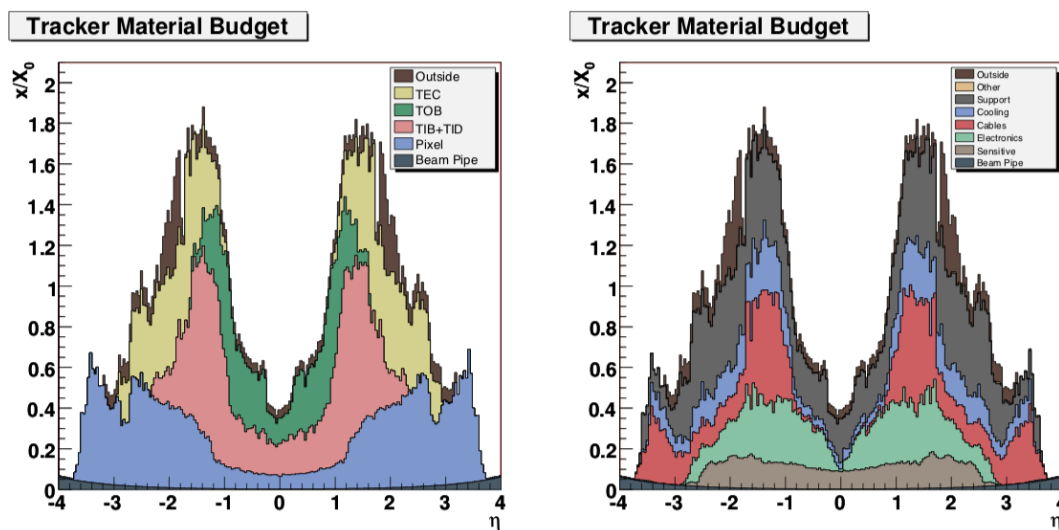 Tracker Material Budget
x/X0
2
1.8
1.6
1.4
1.2
1
0.8
0.6
0.4
0.2
0
Outside
TEC
TOB
TIB+TID
Pixel
Beam Pipe
-4 -3 -2 -1 0 1 2 3 4
η
Tracker Material Budget
x/X0
2
1.8
1.6
1.4
1.2
1
0.8
0.6
0.4
0.2
0
Outside
Other
Support
Cooling
Cables
Electronics
Sensitive
Beam Pipe
-4 -3 -2 -1 0 1 2 3 4
η